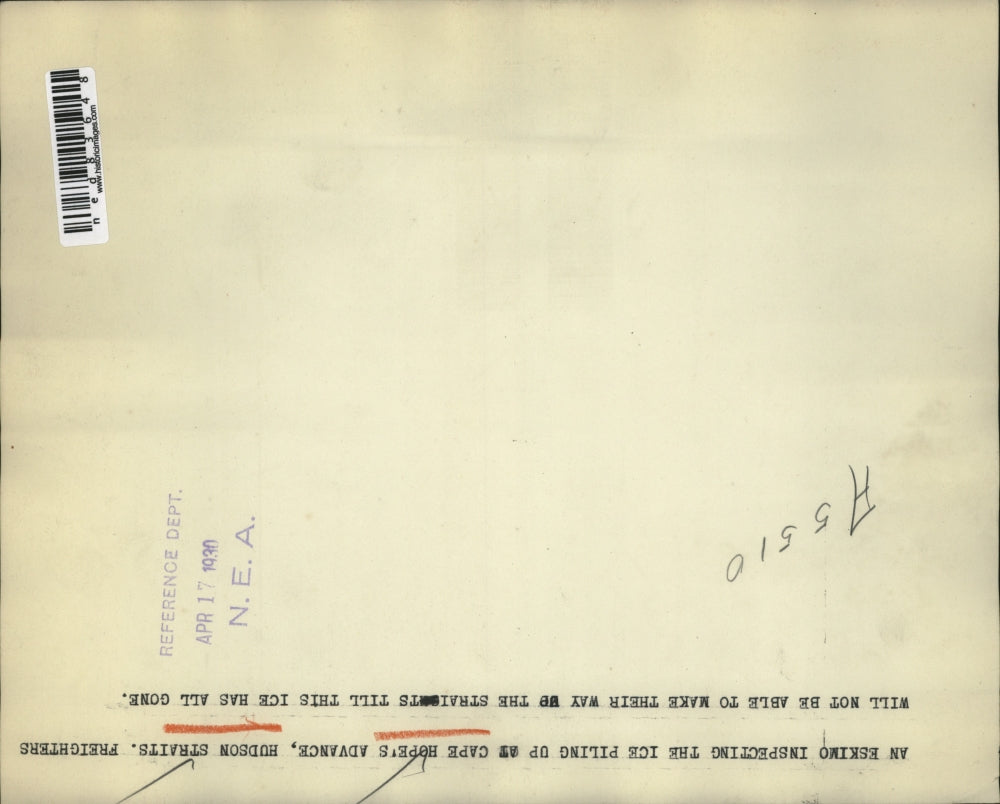 AN ESKIMO INSPECTING THE ICE PILING UP AT CAPE HOPE'S ADVANCE, HUDSON STRAITS. FREIGHTERS
WILL NOT BE ABLE TO MAKE THEIR WAY UP THE STRAIGTS TILL THIS ICE HAS ALL GONE.
A5510
REFERENCE DEPT.
APR 17 1930
N. E. A.
ned83648
www.historicimages.com